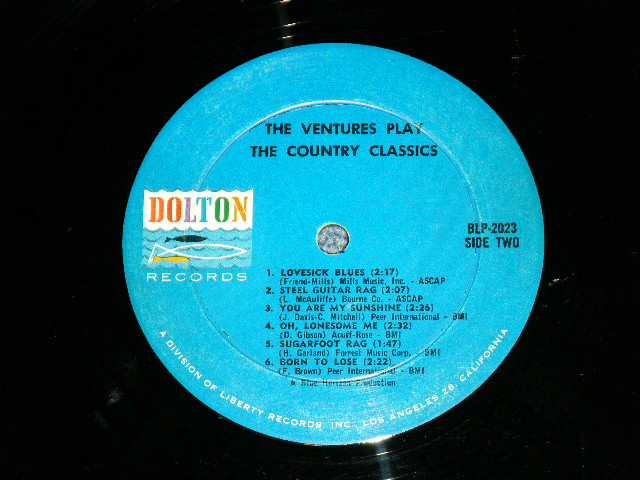 THE VENTURES PLAY
THE COUNTRY CLASSICS
DOLTON
RECORDS
BLP-2023
SIDE TWO
1. LOVESICK BLUES (2:17)
(Friend-Mills) Mills Music, Inc. - ASCAP
2. STEEL GUITAR RAG (2:07)
(L. McAuliffe) Bourne Co. - ASCAP
3. YOU ARE MY SUNSHINE (2:26)
(J. Davis-C. Mitchell) Peer International - BMI
4. OH, LONESOME ME (2:32)
(D. Gibson) Acuff-Rose - BMI
5. SUGARFOOT RAG (1:47)
(H. Garland) Forrest Music Corp. - BMI
6. BORN TO LOSE (2:22)
(F. Brown) Peer International - BMI
A Blue Horizon Production
A DIVISION OF LIBERTY RECORDS, INC., LOS ANGELES 28, CALIFORNIA